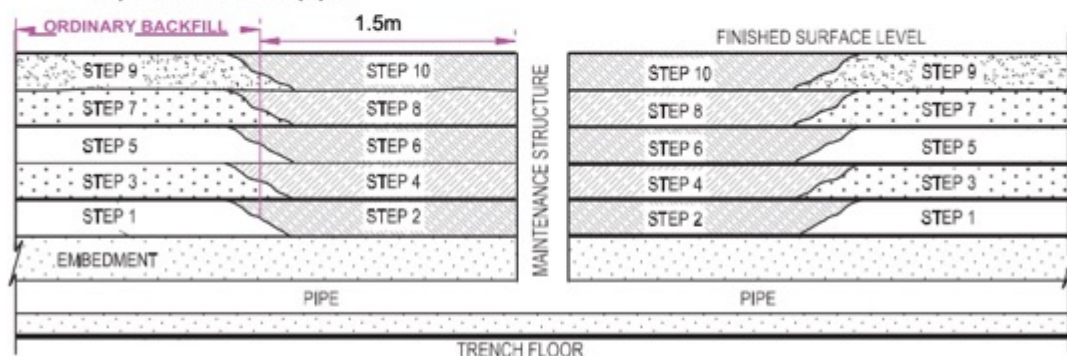 ORDINARY BACKFILL 1.5m
FINISHED SURFACE LEVEL
STEP 9 STEP 10 STEP 10 STEP 9
STEP 7 STEP 8 STEP 8 STEP 7
STEP 5 STEP 6 STEP 6 STEP 5
STEP 3 STEP 4 STEP 4 STEP 3
STEP 1 STEP 2 STEP 2 STEP 1
MAINTENANCE STRUCTURE
EMBEDMENT
PIPE PIPE
TRENCH FLOOR